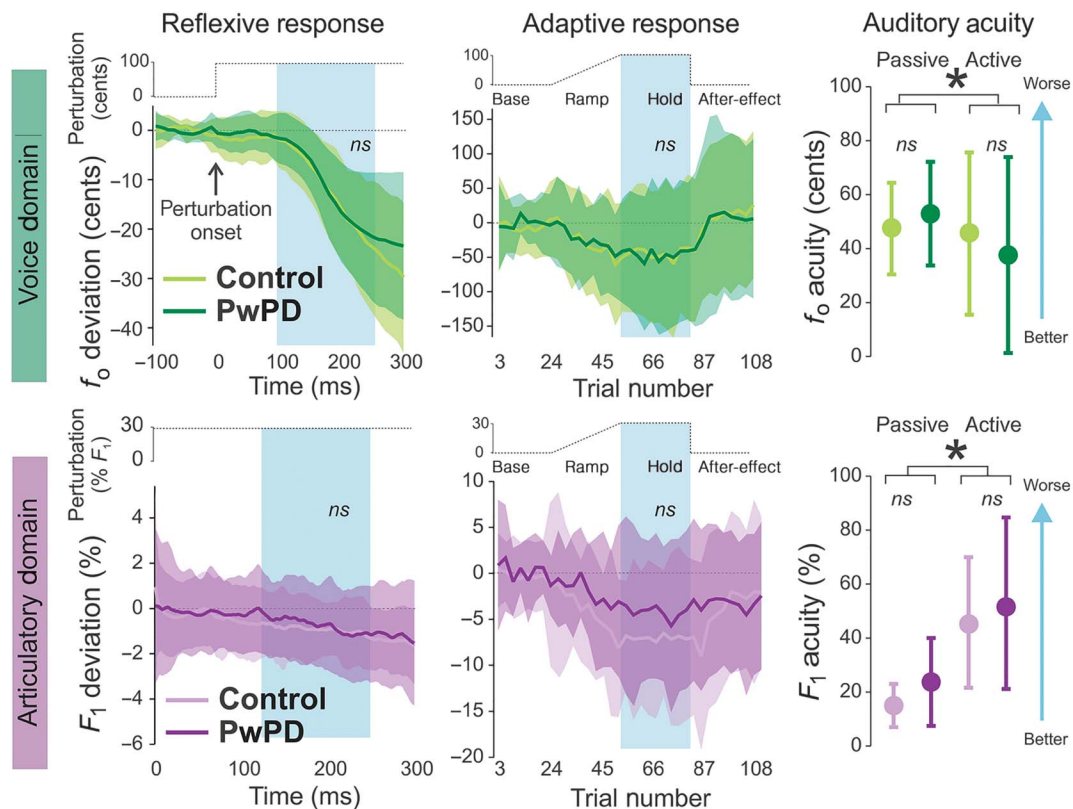 Reflexive response
Adaptive response
Auditory acuity
Voice domain
Perturbation
(cents)
100
0
fo deviation (cents)
0
−10
−20
−30
−40
Perturbation
onset
ns
Control
PwPD
−100
0
100
200
300
Time (ms)
100
0
Base
Ramp
Hold
After-effect
150
100
50
0
−50
−100
−150
ns
3
24
45
66
87
108
Trial number
Passive
Active
*
ns
ns
fo acuity (cents)
100
80
60
40
20
0
Worse
Better
Articulatory domain
Perturbation
(% F1)
30
0
F1 deviation (%)
4
2
0
−2
−4
−6
ns
Control
PwPD
0
100
200
300
Time (ms)
30
0
Base
Ramp
Hold
After-effect
10
5
0
−5
−10
−15
−20
ns
3
24
45
66
87
108
Trial number
Passive
Active
*
ns
ns
F1 acuity (%)
100
80
60
40
20
0
Worse
Better